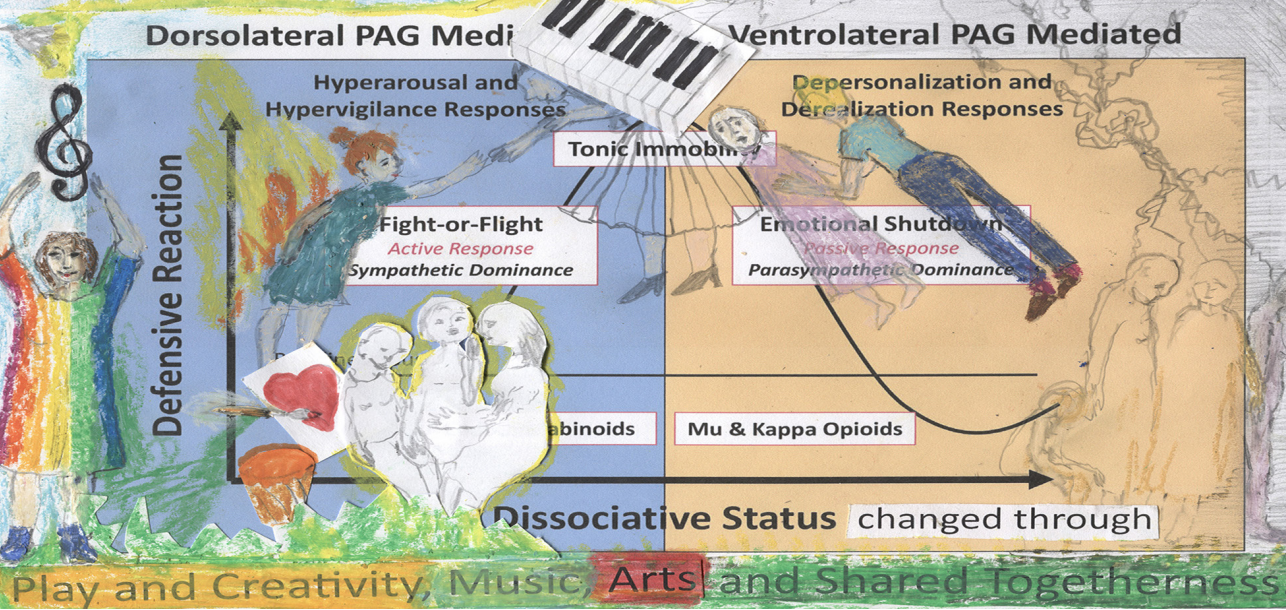 Dorsolateral PAG Medi
Ventrolateral PAG Mediated
Hyperarousal and
Hypervigilance Responses
Depersonalization and
Derealization Responses
Tonic Immobili
Defensive Reaction
Fight-or-Flight
Active Response
Sympathetic Dominance
Emotional Shutdown
Passive Response
Parasympathetic Dominance
abinoids
Mu & Kappa Opioids
Dissociative Status changed through
Play and Creativity, Music, Arts and Shared Togetherness